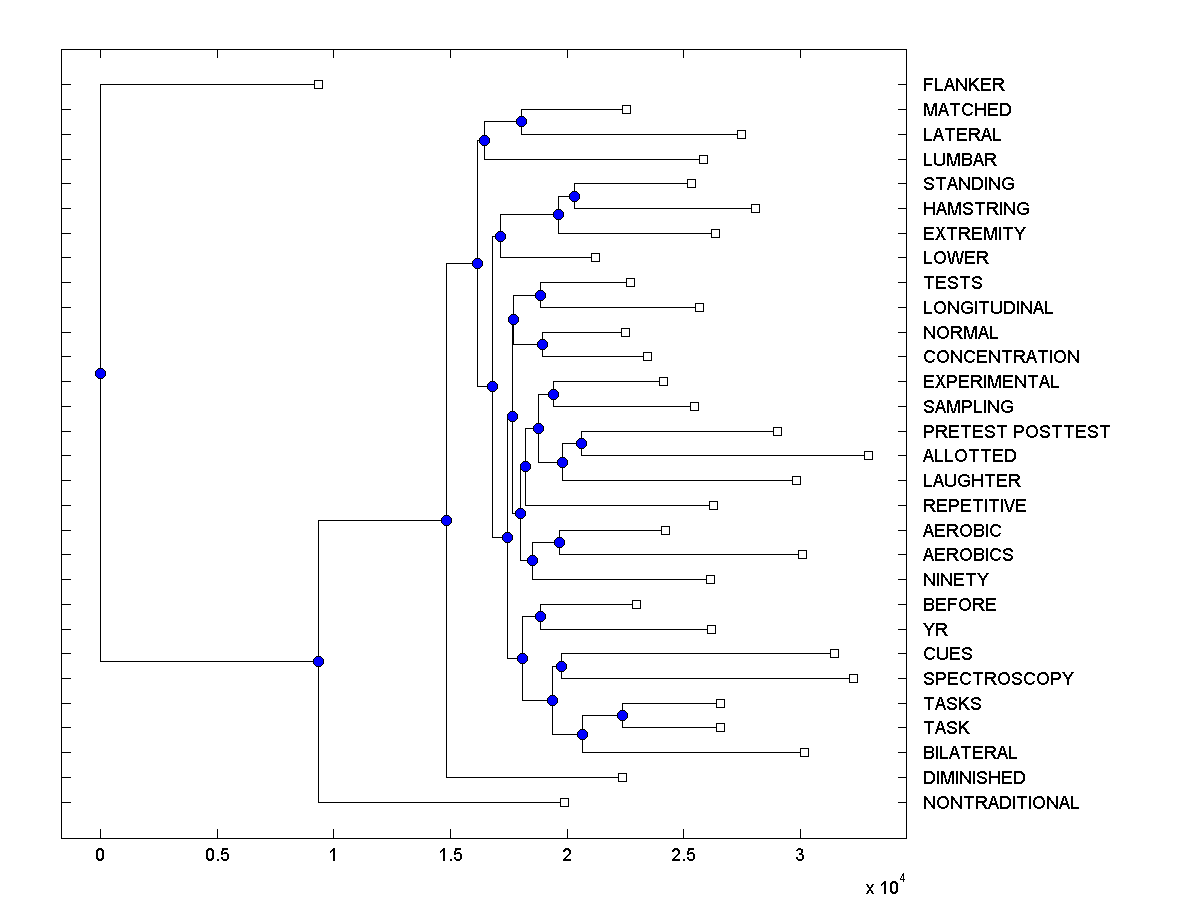 FLANKER
MATCHED
LATERAL
LUMBAR
STANDING
HAMSTRING
EXTREMITY
LOWER
TESTS
LONGITUDINAL
NORMAL
CONCENTRATION
EXPERIMENTAL
SAMPLING
PRETEST POSTTEST
ALLOTTED
LAUGHTER
REPETITIVE
AEROBIC
AEROBICS
NINETY
BEFORE
YR
CUES
SPECTROSCOPY
TASKS
TASK
BILATERAL
DIMINISHED
NONTRADITIONAL
0 0.5 1 1.5 2 2.5 3
x 10^4